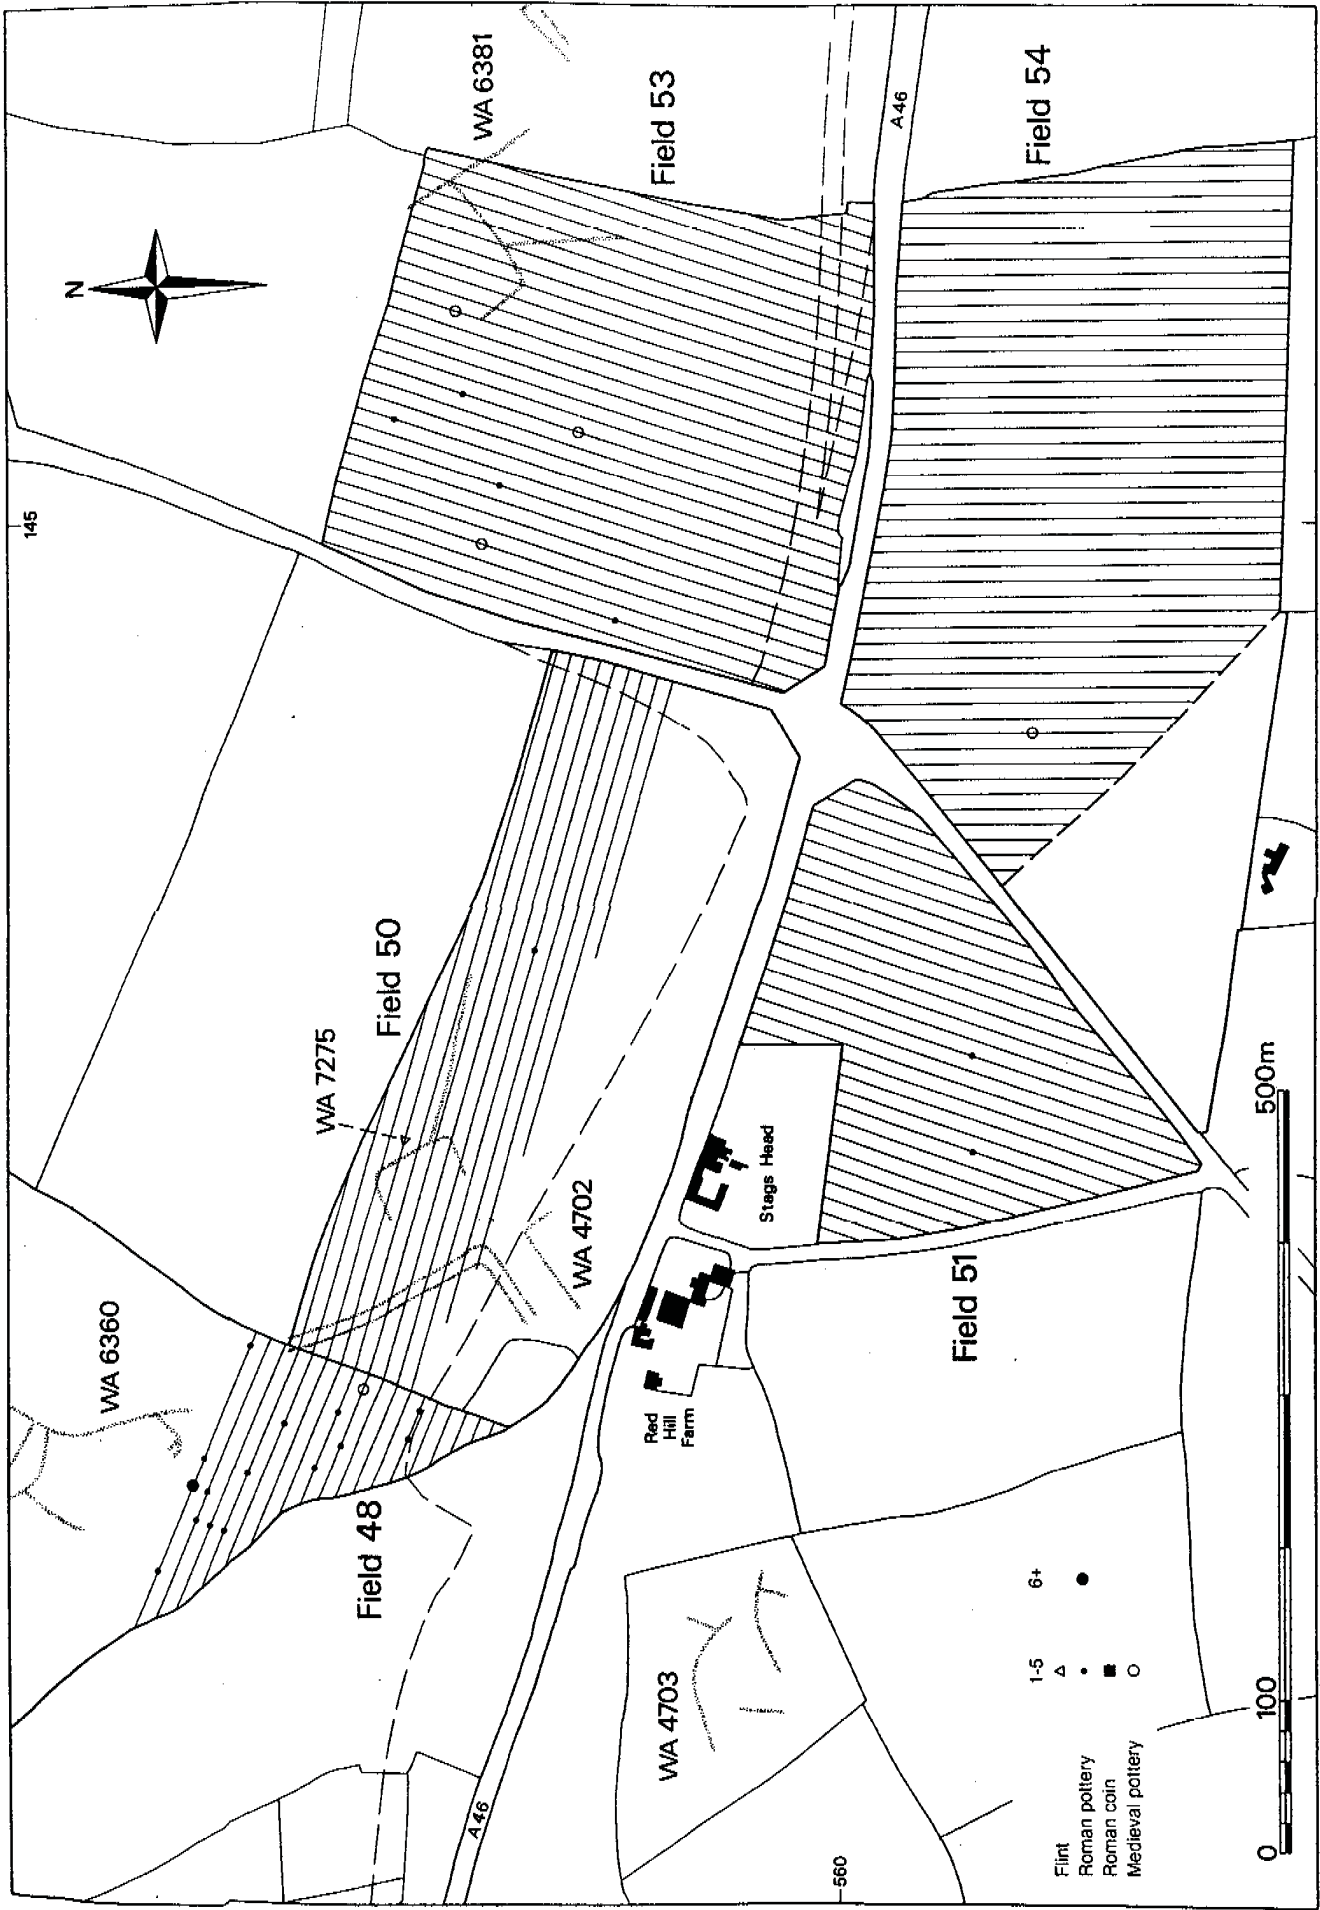 N
145
WA 6381
Field 53
A46
Field 54
Field 50
WA 7275
WA 6360
WA 4702
Stags Head
Red
Hill
Farm
Field 48
Field 51
WA 4703
A46
560
1-5 6+
Flint
Roman pottery
Roman coin
Medieval pottery
0 100 500m